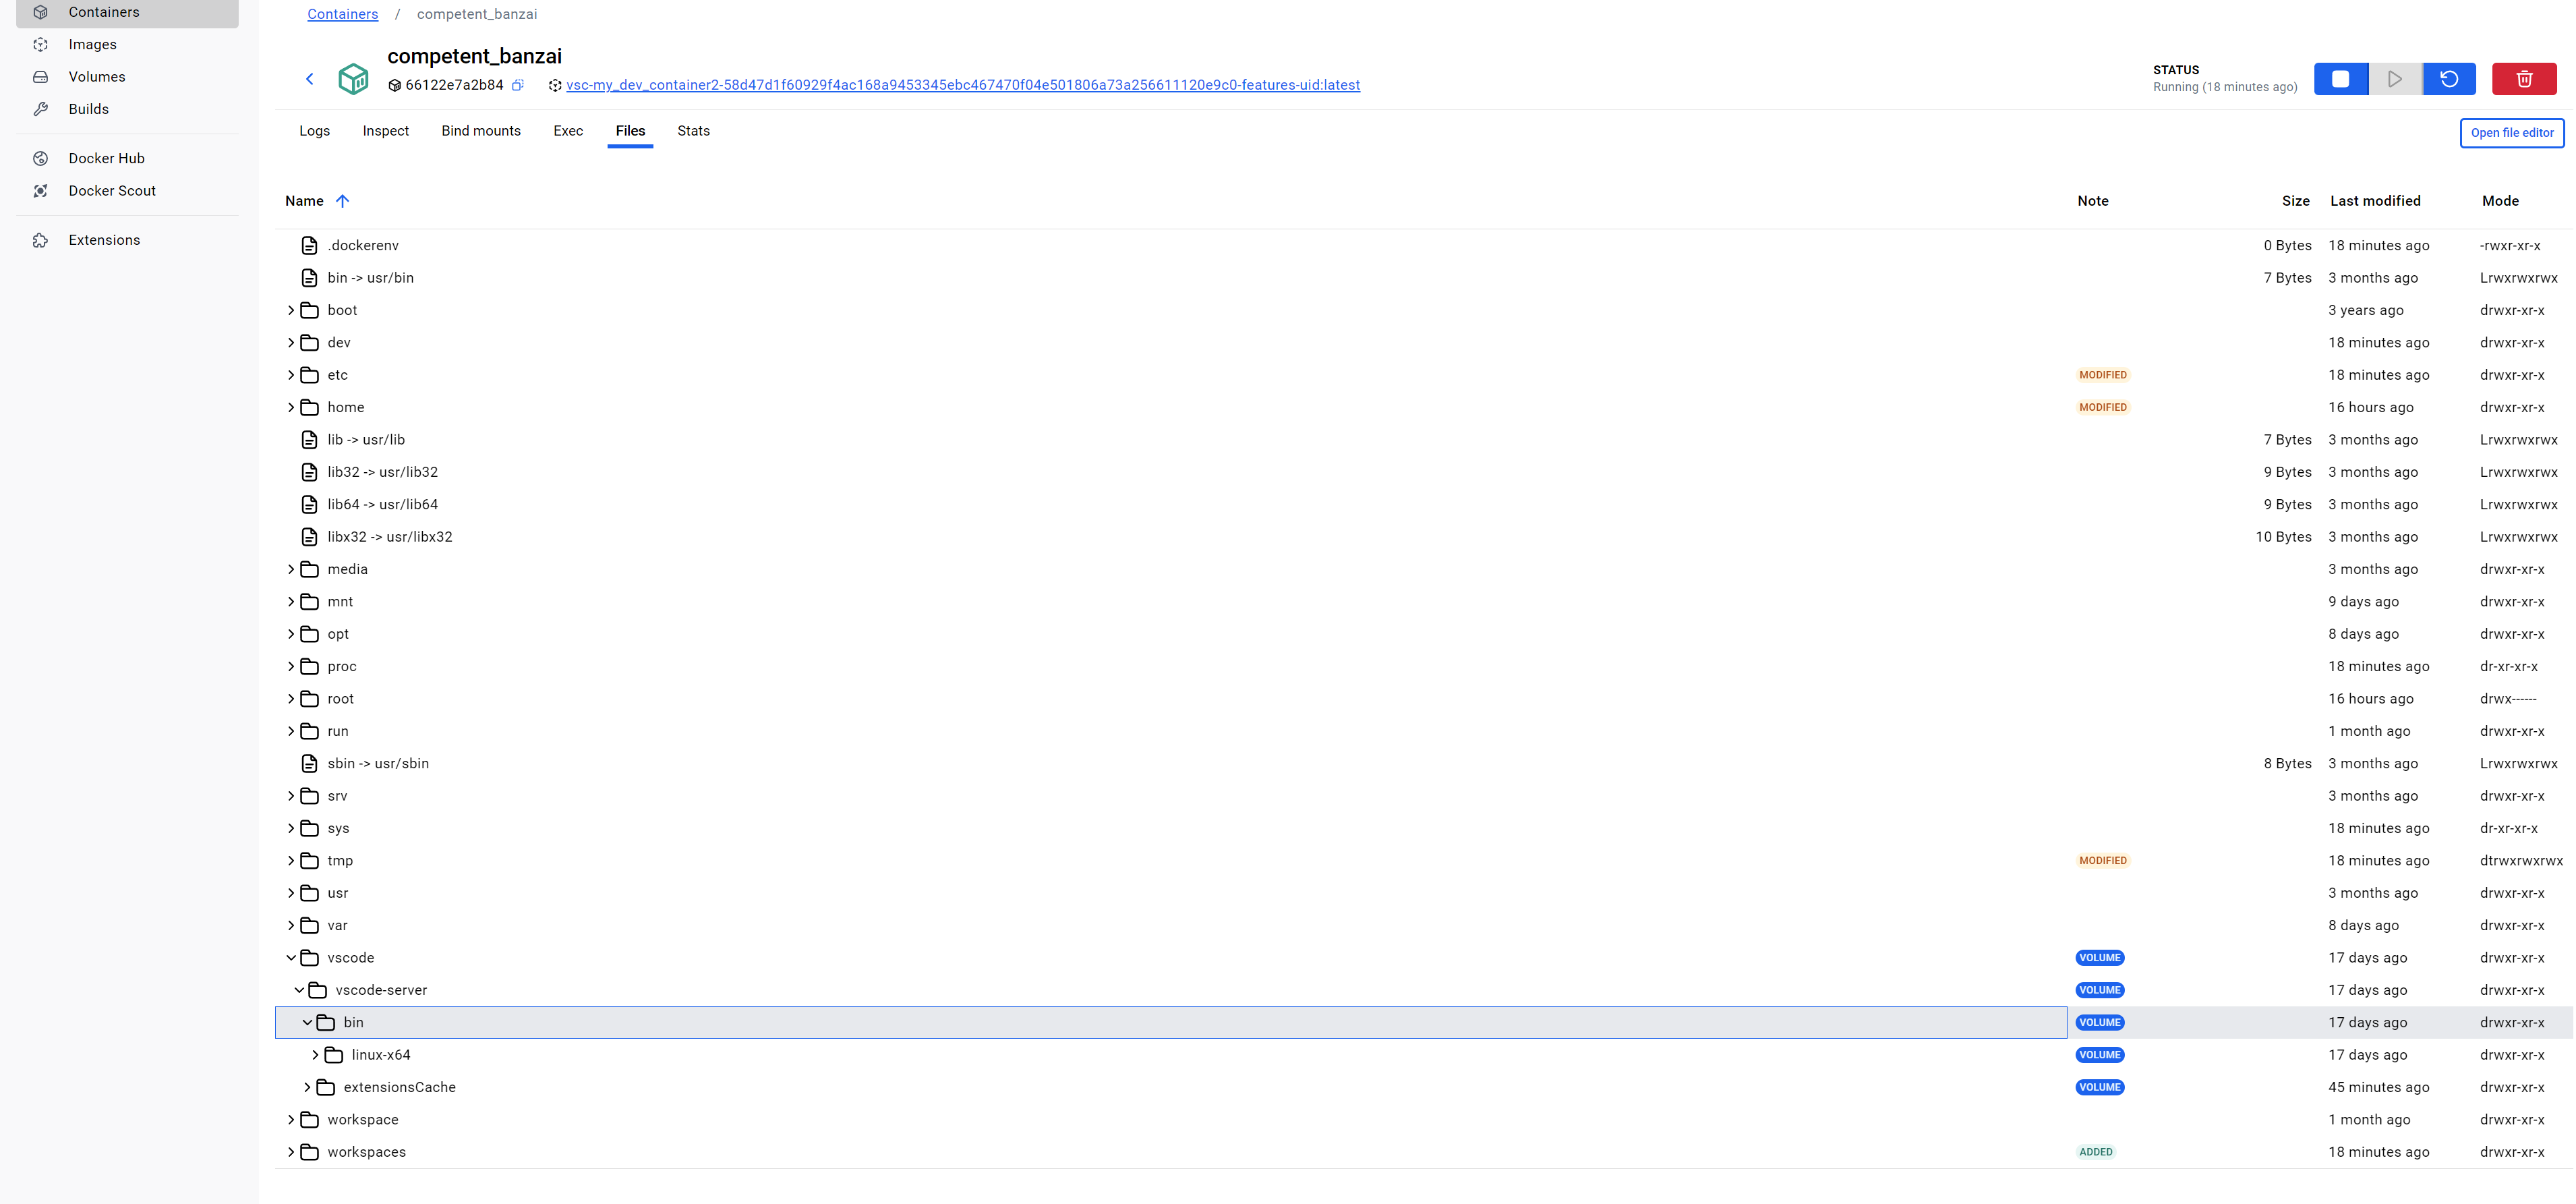 Containers
Images
Volumes
Builds
Docker Hub
Docker Scout
Extensions
Containers / competent_banzai
competent_banzai
66122e7a2b84 vsc-my_dev_container2-58d47d1f60929f4ac168a9453345ebc467470f04e501806a73a256611120e9c0-features-uid:latest
STATUS
Running (18 minutes ago)
Logs Inspect Bind mounts Exec Files Stats
Open file editor
Name Note Size Last modified Mode
.dockerenv 0 Bytes 18 minutes ago -rwxr-xr-x
bin -> usr/bin 7 Bytes 3 months ago Lrwxrwxrwx
boot 3 years ago drwxr-xr-x
dev 18 minutes ago drwxr-xr-x
etc MODIFIED 18 minutes ago drwxr-xr-x
home MODIFIED 16 hours ago drwxr-xr-x
lib -> usr/lib 7 Bytes 3 months ago Lrwxrwxrwx
lib32 -> usr/lib32 9 Bytes 3 months ago Lrwxrwxrwx
lib64 -> usr/lib64 9 Bytes 3 months ago Lrwxrwxrwx
libx32 -> usr/libx32 10 Bytes 3 months ago Lrwxrwxrwx
media 3 months ago drwxr-xr-x
mnt 9 days ago drwxr-xr-x
opt 8 days ago drwxr-xr-x
proc 18 minutes ago dr-xr-xr-x
root 16 hours ago drwx------
run 1 month ago drwxr-xr-x
sbin -> usr/sbin 8 Bytes 3 months ago Lrwxrwxrwx
srv 3 months ago drwxr-xr-x
sys 18 minutes ago dr-xr-xr-x
tmp MODIFIED 18 minutes ago dtrwxrwxrwx
usr 3 months ago drwxr-xr-x
var 8 days ago drwxr-xr-x
vscode VOLUME 17 days ago drwxr-xr-x
vscode-server VOLUME 17 days ago drwxr-xr-x
bin VOLUME 17 days ago drwxr-xr-x
linux-x64 VOLUME 17 days ago drwxr-xr-x
extensionsCache VOLUME 45 minutes ago drwxr-xr-x
workspace 1 month ago drwxr-xr-x
workspaces ADDED 18 minutes ago drwxr-xr-x